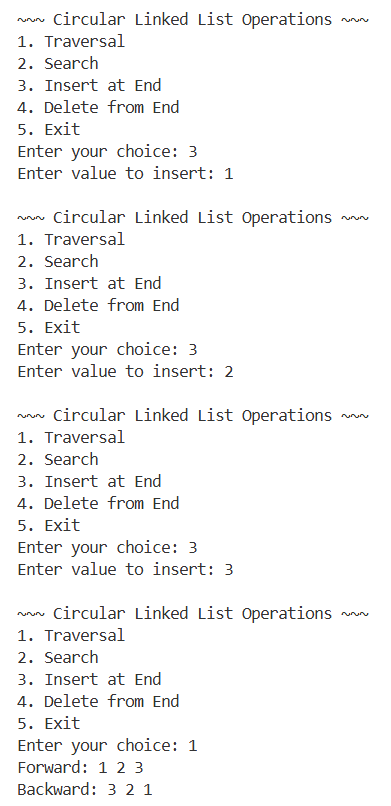 ~~~ Circular Linked List Operations ~~~
1. Traversal
2. Search
3. Insert at End
4. Delete from End
5. Exit
Enter your choice: 3
Enter value to insert: 1

~~~ Circular Linked List Operations ~~~
1. Traversal
2. Search
3. Insert at End
4. Delete from End
5. Exit
Enter your choice: 3
Enter value to insert: 2

~~~ Circular Linked List Operations ~~~
1. Traversal
2. Search
3. Insert at End
4. Delete from End
5. Exit
Enter your choice: 3
Enter value to insert: 3

~~~ Circular Linked List Operations ~~~
1. Traversal
2. Search
3. Insert at End
4. Delete from End
5. Exit
Enter your choice: 1
Forward: 1 2 3
Backward: 3 2 1